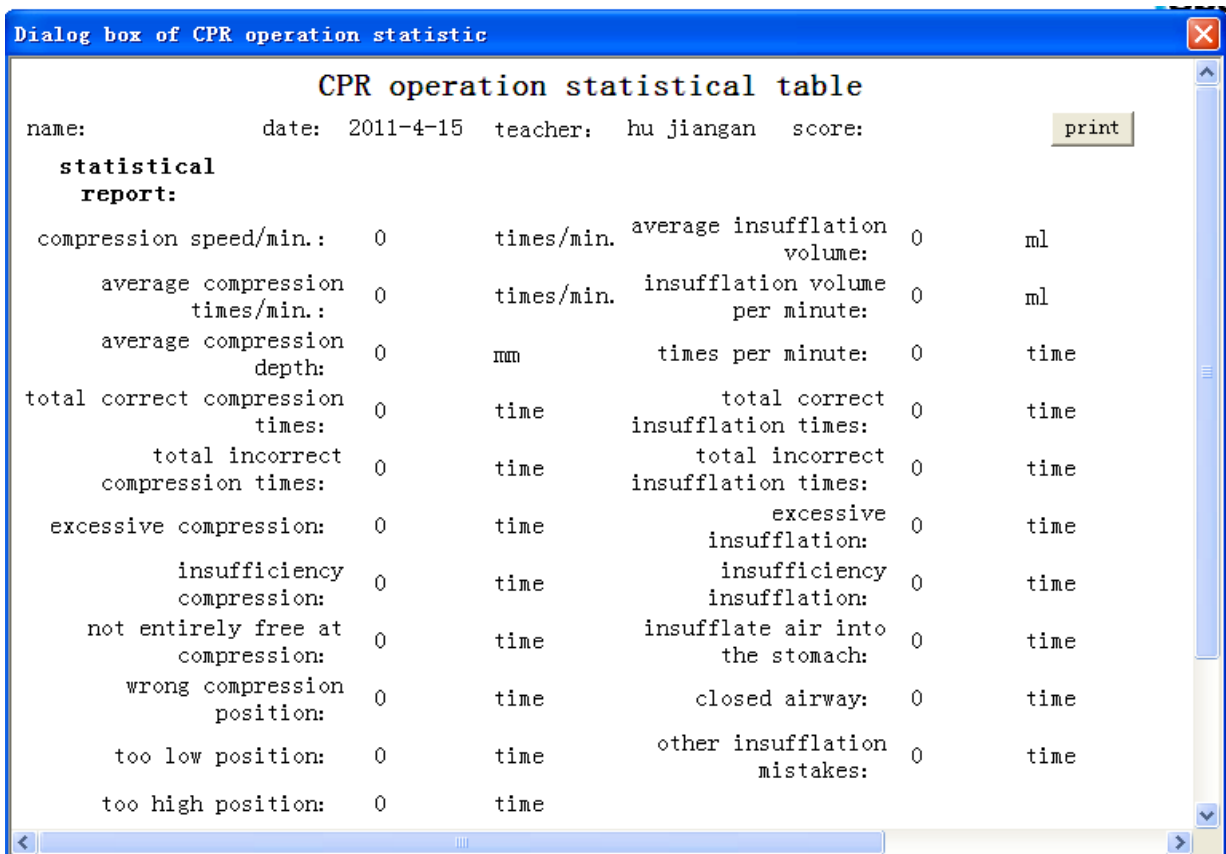 Dialog box of CPR operation statistic
CPR operation statistical table
name: date: 2011-4-15 teacher: hu jiangan score: print
statistical
report:
compression speed/min.: 0 times/min. average insufflation volume: 0 ml
average compression times/min.: 0 times/min. insufflation volume per minute: 0 ml
average compression depth: 0 mm times per minute: 0 time
total correct compression times: 0 time total correct insufflation times: 0 time
total incorrect compression times: 0 time total incorrect insufflation times: 0 time
excessive compression: 0 time excessive insufflation: 0 time
insufficiency compression: 0 time insufficiency insufflation: 0 time
not entirely free at compression: 0 time insufflate air into the stomach: 0 time
wrong compression position: 0 time closed airway: 0 time
too low position: 0 time other insufflation mistakes: 0 time
too high position: 0 time